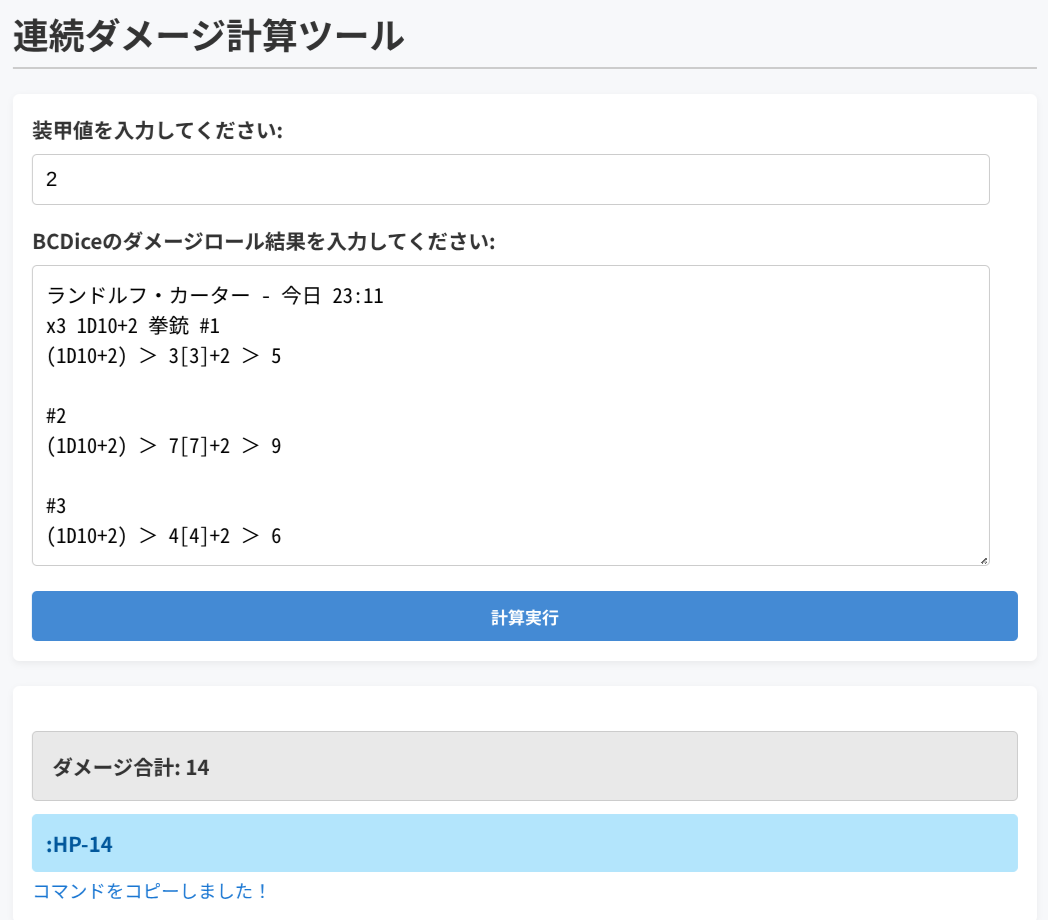 連続ダメージ計算ツール
装甲値を入力してください:
2
BCDiceのダメージロール結果を入力してください:
ランドルフ・カーター - 今日 23:11
x3 1D10+2 拳銃 #1
(1D10+2) ＞ 3[3]+2 ＞ 5
#2
(1D10+2) ＞ 7[7]+2 ＞ 9
#3
(1D10+2) ＞ 4[4]+2 ＞ 6
計算実行
ダメージ合計: 14
:HP-14
コマンドをコピーしました！